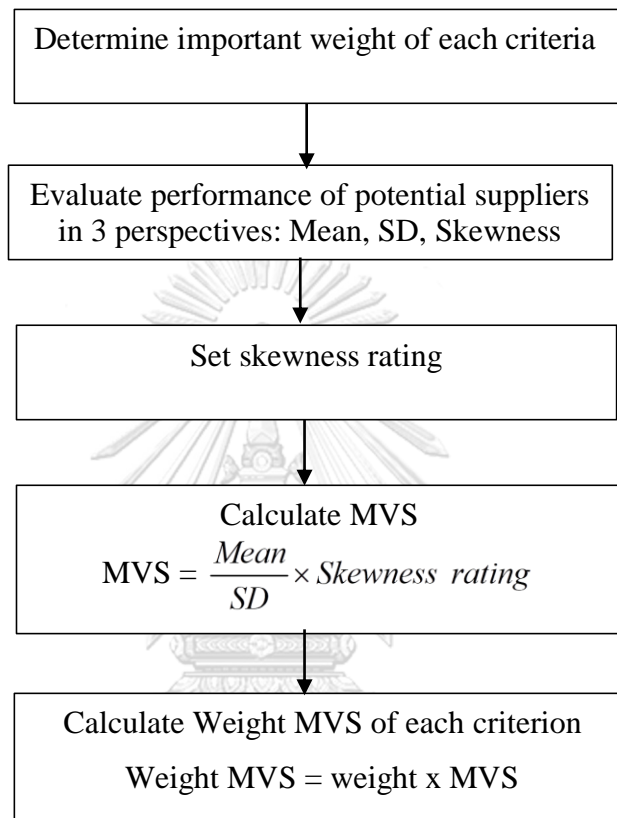 Determine important weight of each criteria
Evaluate performance of potential suppliers
in 3 perspectives: Mean, SD, Skewness
Set skewness rating
Calculate MVS
MVS = Mean/SD × Skewness rating
Calculate Weight MVS of each criterion
Weight MVS = weight x MVS